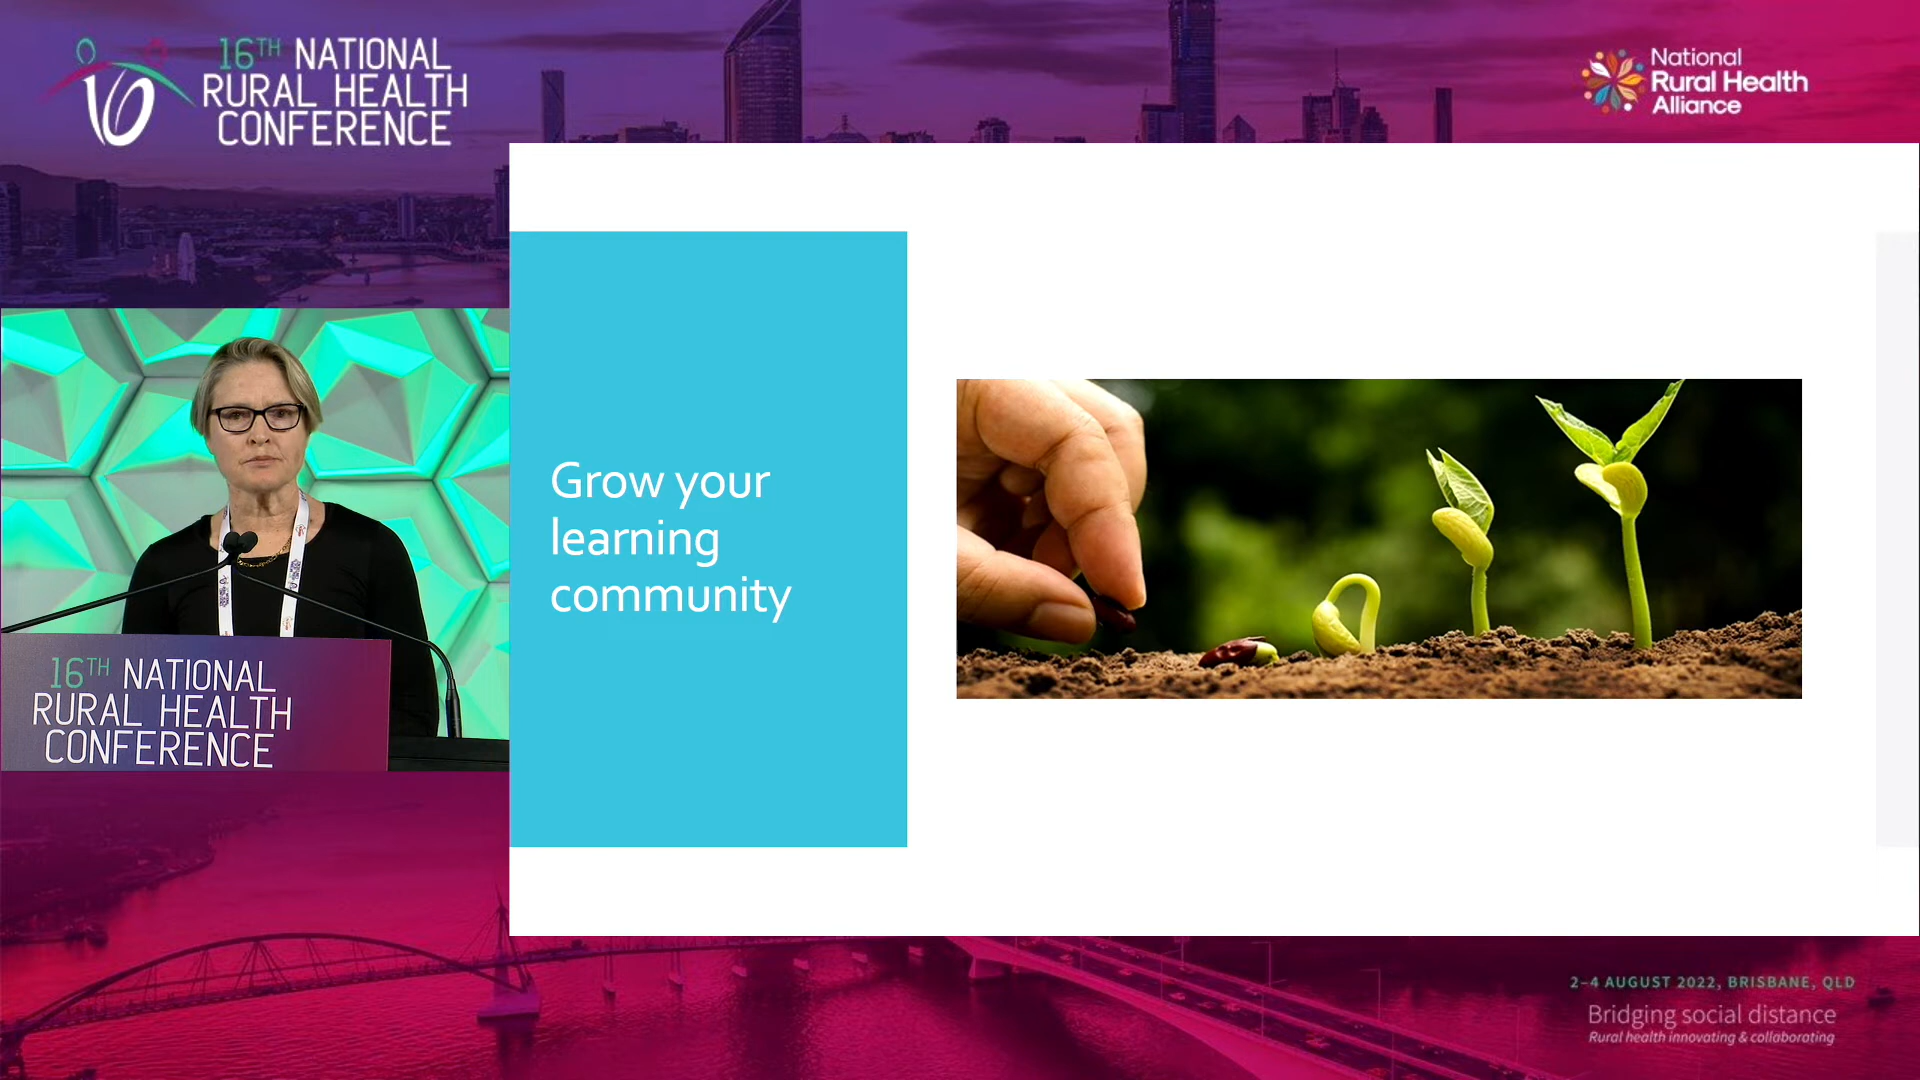 16TH NATIONAL
RURAL HEALTH
CONFERENCE
National
Rural Health
Alliance
Grow your
learning
community
16TH NATIONAL
RURAL HEALTH
CONFERENCE
2–4 AUGUST 2022, BRISBANE, QLD
Bridging social distance
Rural health innovating & collaborating